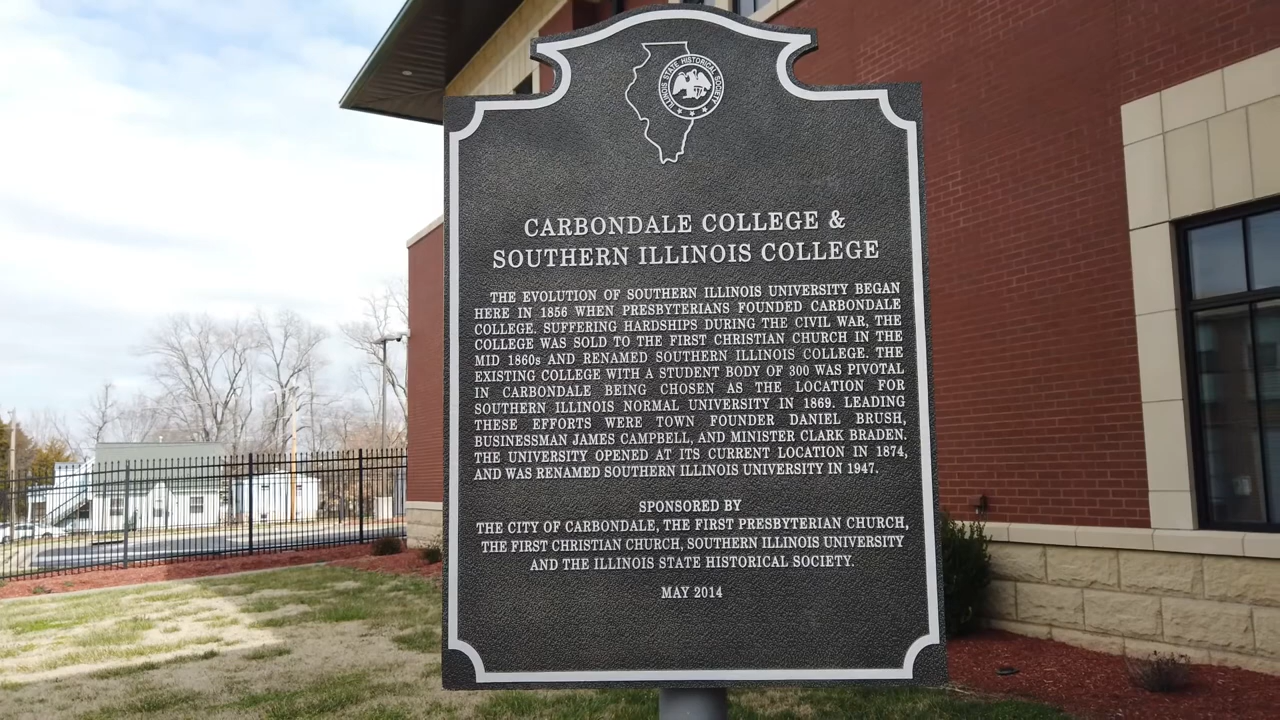 ILLINOIS STATE HISTORICAL SOCIETY
CARBONDALE COLLEGE &
SOUTHERN ILLINOIS COLLEGE
THE EVOLUTION OF SOUTHERN ILLINOIS UNIVERSITY BEGAN
HERE IN 1856 WHEN PRESBYTERIANS FOUNDED CARBONDALE
COLLEGE. SUFFERING HARDSHIPS DURING THE CIVIL WAR, THE
COLLEGE WAS SOLD TO THE FIRST CHRISTIAN CHURCH IN THE
MID 1860s AND RENAMED SOUTHERN ILLINOIS COLLEGE. THE
EXISTING COLLEGE WITH A STUDENT BODY OF 300 WAS PIVOTAL
IN CARBONDALE BEING CHOSEN AS THE LOCATION FOR
SOUTHERN ILLINOIS NORMAL UNIVERSITY IN 1869. LEADING
THESE EFFORTS WERE TOWN FOUNDER DANIEL BRUSH,
BUSINESSMAN JAMES CAMPBELL, AND MINISTER CLARK BRADEN.
THE UNIVERSITY OPENED AT ITS CURRENT LOCATION IN 1874,
AND WAS RENAMED SOUTHERN ILLINOIS UNIVERSITY IN 1947.
SPONSORED BY
THE CITY OF CARBONDALE, THE FIRST PRESBYTERIAN CHURCH,
THE FIRST CHRISTIAN CHURCH, SOUTHERN ILLINOIS UNIVERSITY
AND THE ILLINOIS STATE HISTORICAL SOCIETY.
MAY 2014